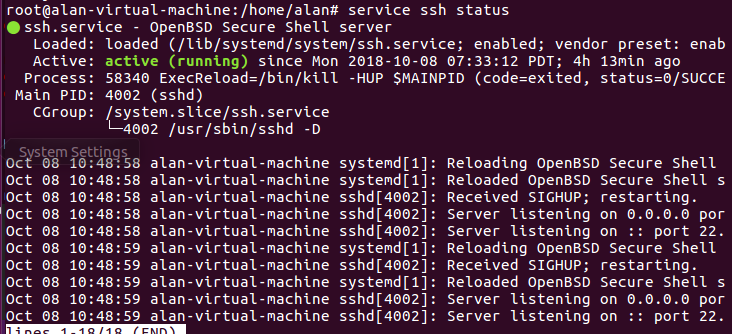 root@alan-virtual-machine:/home/alan# service ssh status
● ssh.service - OpenBSD Secure Shell server
Loaded: loaded (/lib/systemd/system/ssh.service; enabled; vendor preset: enab
Active: active (running) since Mon 2018-10-08 07:33:12 PDT; 4h 13min ago
Process: 58340 ExecReload=/bin/kill -HUP $MAINPID (code=exited, status=0/SUCCE
Main PID: 4002 (sshd)
CGroup: /system.slice/ssh.service
└─4002 /usr/sbin/sshd -D
System Settings
Oct 08 10:48:58 alan-virtual-machine systemd[1]: Reloading OpenBSD Secure Shell
Oct 08 10:48:58 alan-virtual-machine systemd[1]: Reloaded OpenBSD Secure Shell s
Oct 08 10:48:58 alan-virtual-machine sshd[4002]: Received SIGHUP; restarting.
Oct 08 10:48:58 alan-virtual-machine sshd[4002]: Server listening on 0.0.0.0 por
Oct 08 10:48:58 alan-virtual-machine sshd[4002]: Server listening on :: port 22.
Oct 08 10:48:59 alan-virtual-machine systemd[1]: Reloading OpenBSD Secure Shell
Oct 08 10:48:59 alan-virtual-machine sshd[4002]: Received SIGHUP; restarting.
Oct 08 10:48:59 alan-virtual-machine systemd[1]: Reloaded OpenBSD Secure Shell s
Oct 08 10:48:59 alan-virtual-machine sshd[4002]: Server listening on 0.0.0.0 por
Oct 08 10:48:59 alan-virtual-machine sshd[4002]: Server listening on :: port 22.
lines 1-18/18 (END)